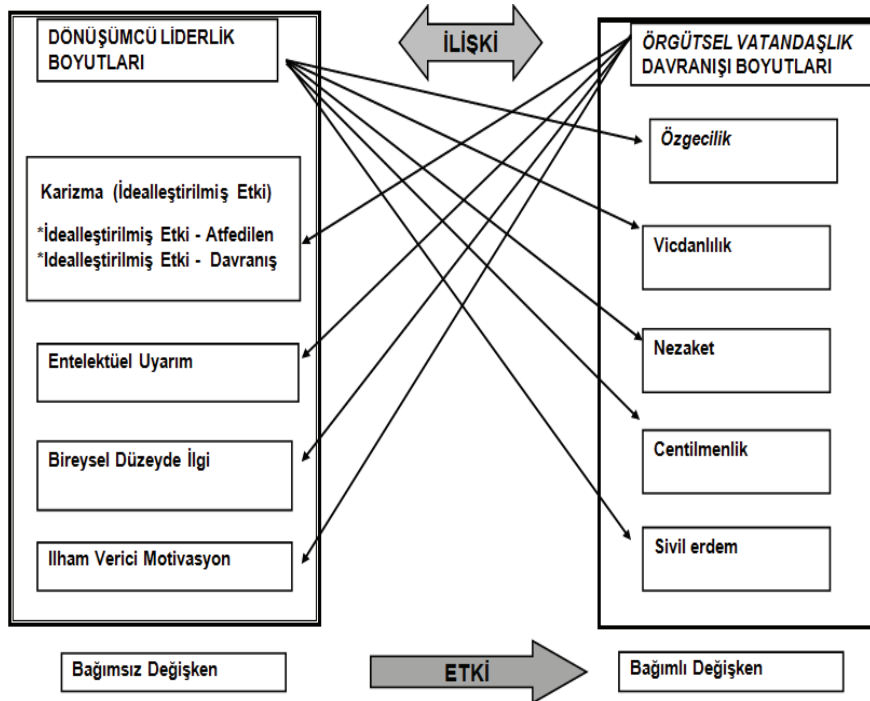 DÖNÜŞÜMCÜ LİDERLİK
BOYUTLARI
İLİŞKİ
ÖRGÜTSEL VATANDAŞLIK
DAVRANIŞI BOYUTLARI
Karizma (İdealleştirilmiş Etki)
*İdealleştirilmiş Etki - Atfedilen
*Idealleştirilmiş Etki - Davranış
Entelektüel Uyarım
Bireysel Düzeyde İlgi
Ilham Verici Motivasyon
Özgecilik
Vicdanlılık
Nezaket
Centilmenlik
Sivil erdem
Bağımsız Değişken
ETKİ
Bağımlı Değişken